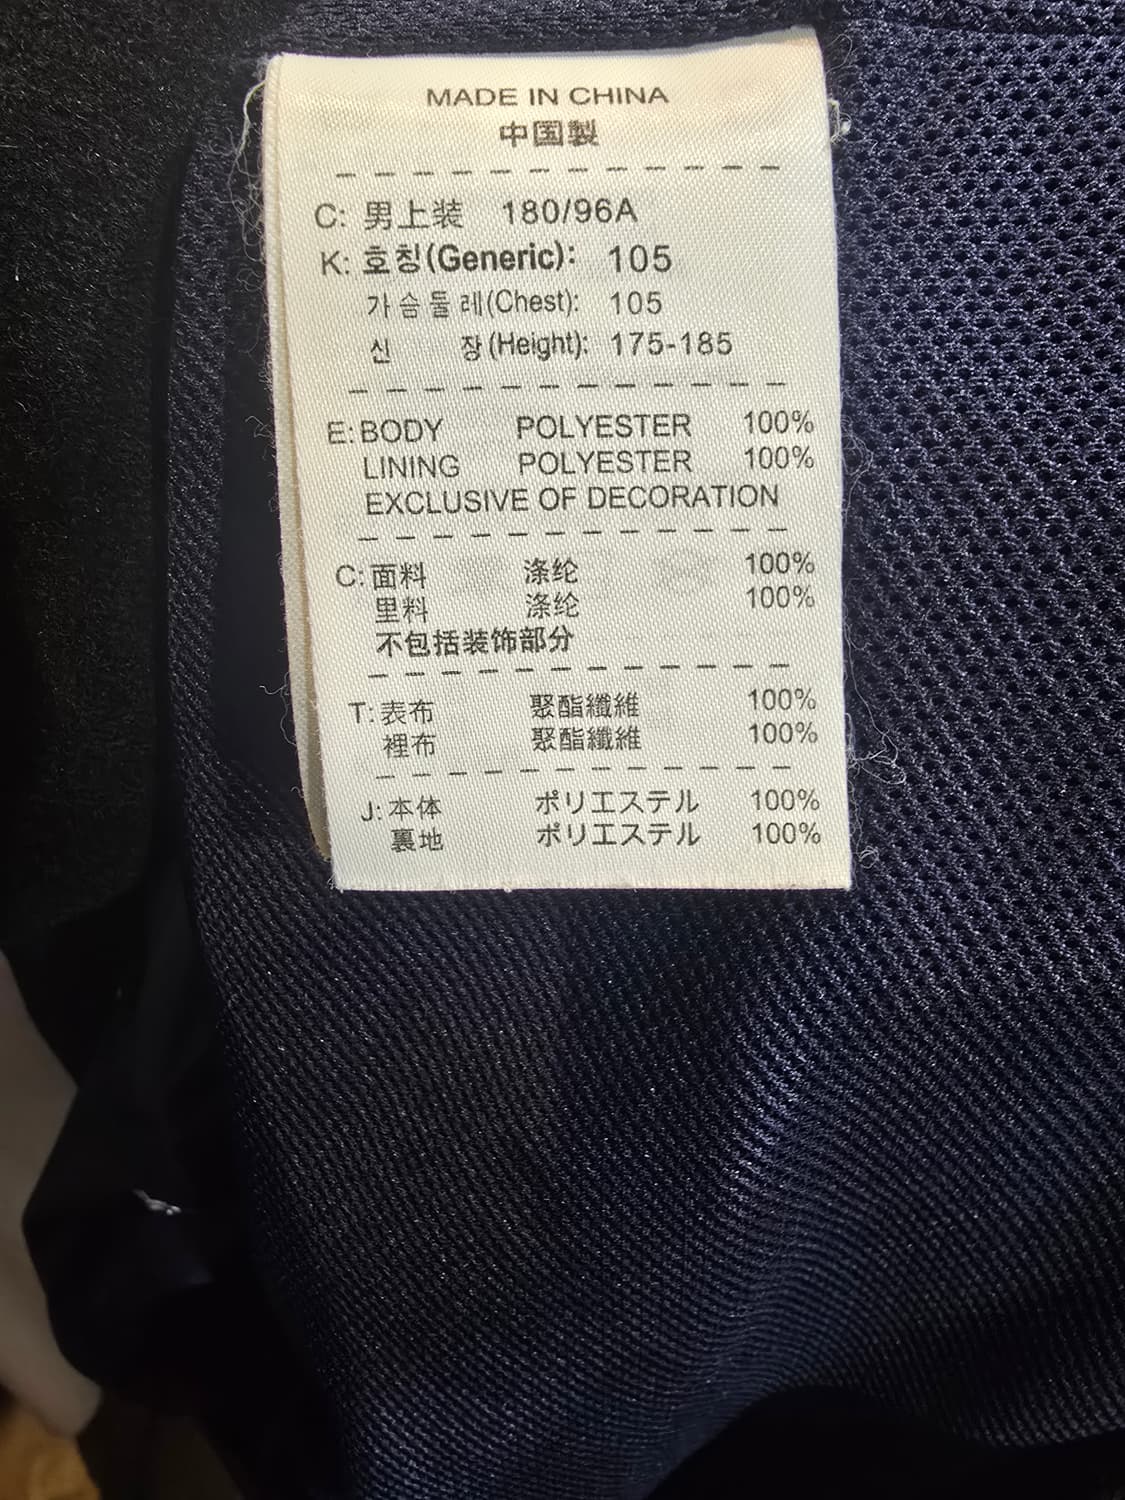 MADE IN CHINA
中国製
C: 男上装 180/96A
K: 호칭(Generic): 105
가슴둘레(Chest): 105
신 장(Height): 175-185
E: BODY POLYESTER 100%
LINING POLYESTER 100%
EXCLUSIVE OF DECORATION
C: 面料 涤纶 100%
里料 涤纶 100%
不包括装饰部分
T: 表布 聚酯纖維 100%
裡布 聚酯纖維 100%
J: 本体 ポリエステル 100%
裏地 ポリエステル 100%